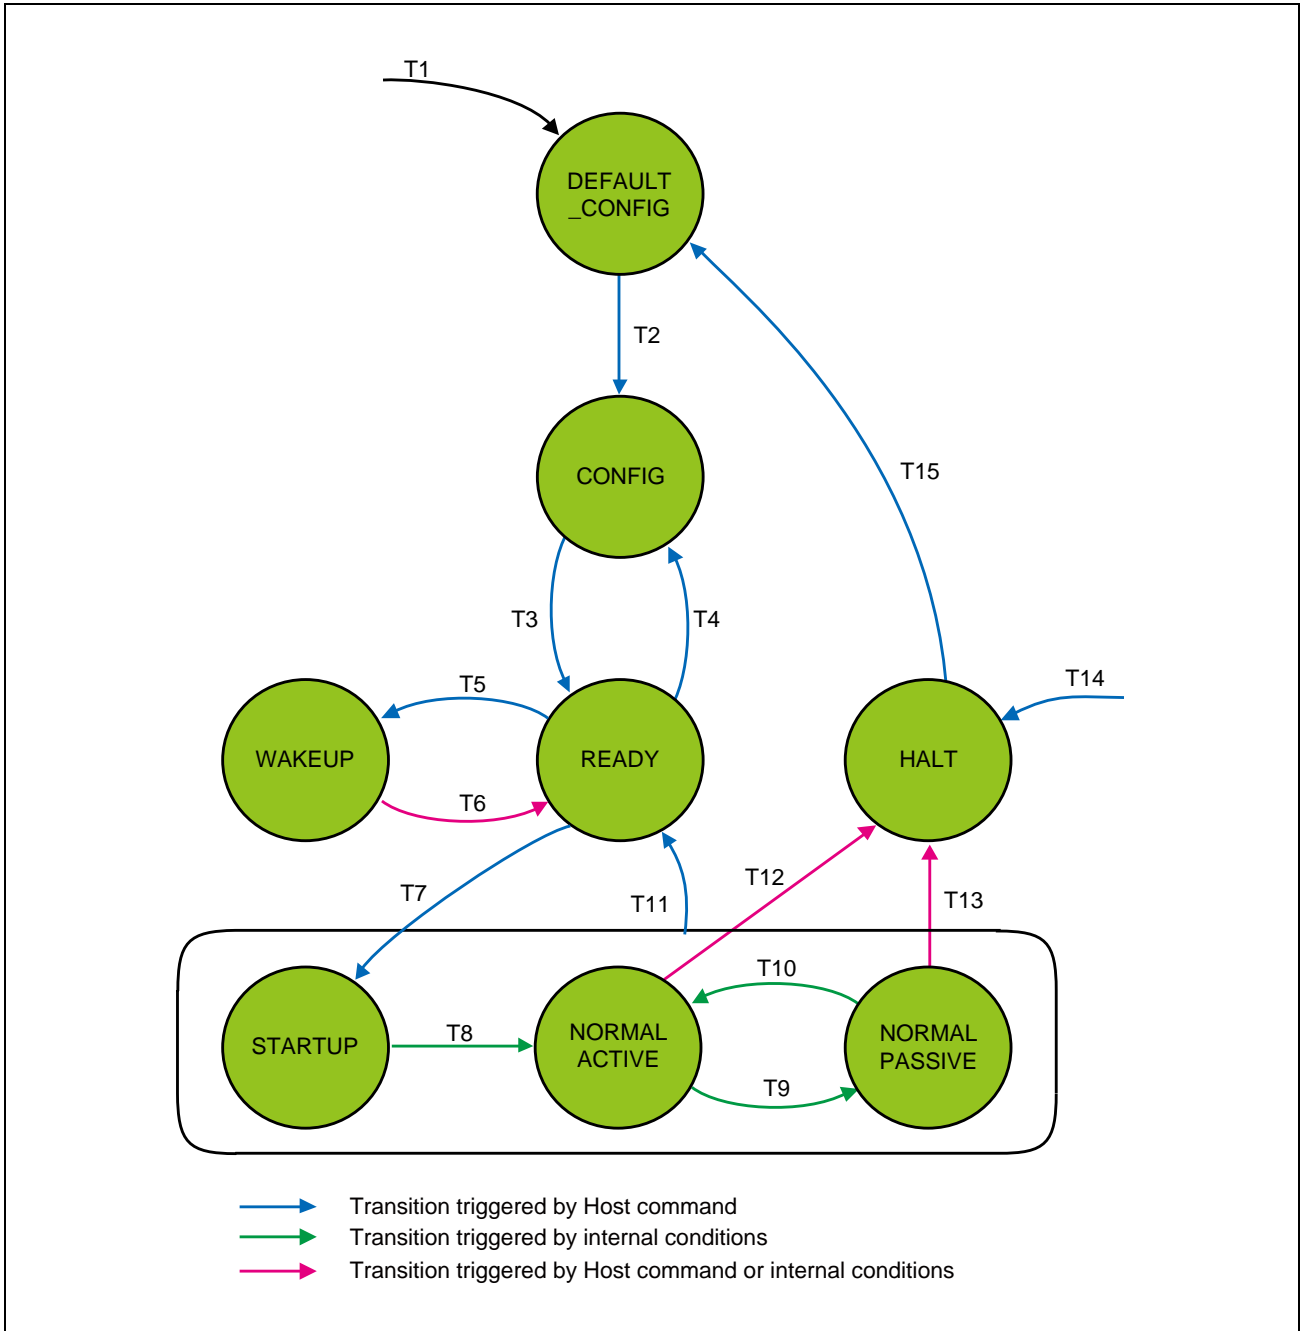 T1
DEFAULT
_CONFIG
T2
CONFIG
T15
T3
T4
T5
T14
WAKEUP
READY
HALT
T6
T12
T7
T11
T13
T10
STARTUP
T8
NORMAL
ACTIVE
NORMAL
PASSIVE
T9
Transition triggered by Host command
Transition triggered by internal conditions
Transition triggered by Host command or internal conditions